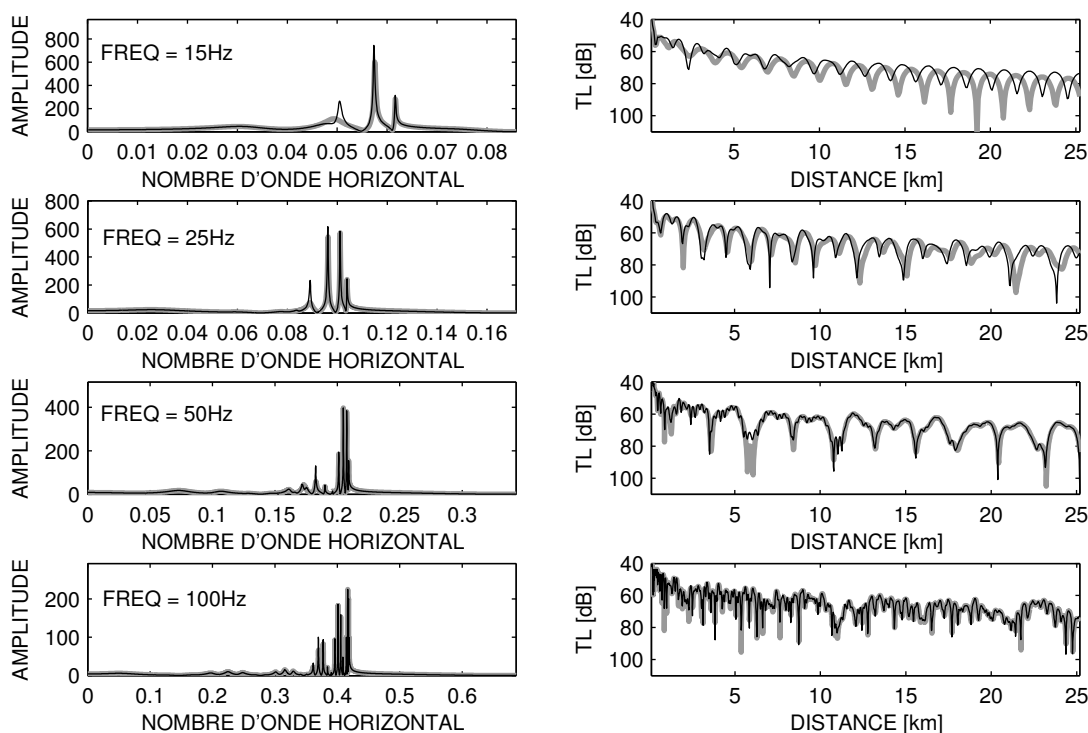 AMPLITUDE
800
600
400
200
0
FREQ = 15Hz
0 0.01 0.02 0.03 0.04 0.05 0.06 0.07 0.08
NOMBRE D'ONDE HORIZONTAL
TL [dB]
40
60
80
100
5 10 15 20 25
DISTANCE [km]
AMPLITUDE
800
600
400
200
0
FREQ = 25Hz
0 0.02 0.04 0.06 0.08 0.1 0.12 0.14 0.16
NOMBRE D'ONDE HORIZONTAL
TL [dB]
40
60
80
100
5 10 15 20 25
DISTANCE [km]
AMPLITUDE
400
200
0
FREQ = 50Hz
0 0.05 0.1 0.15 0.2 0.25 0.3
NOMBRE D'ONDE HORIZONTAL
TL [dB]
40
60
80
100
5 10 15 20 25
DISTANCE [km]
AMPLITUDE
200
100
0
FREQ = 100Hz
0 0.1 0.2 0.3 0.4 0.5 0.6
NOMBRE D'ONDE HORIZONTAL
TL [dB]
40
60
80
100
5 10 15 20 25
DISTANCE [km]